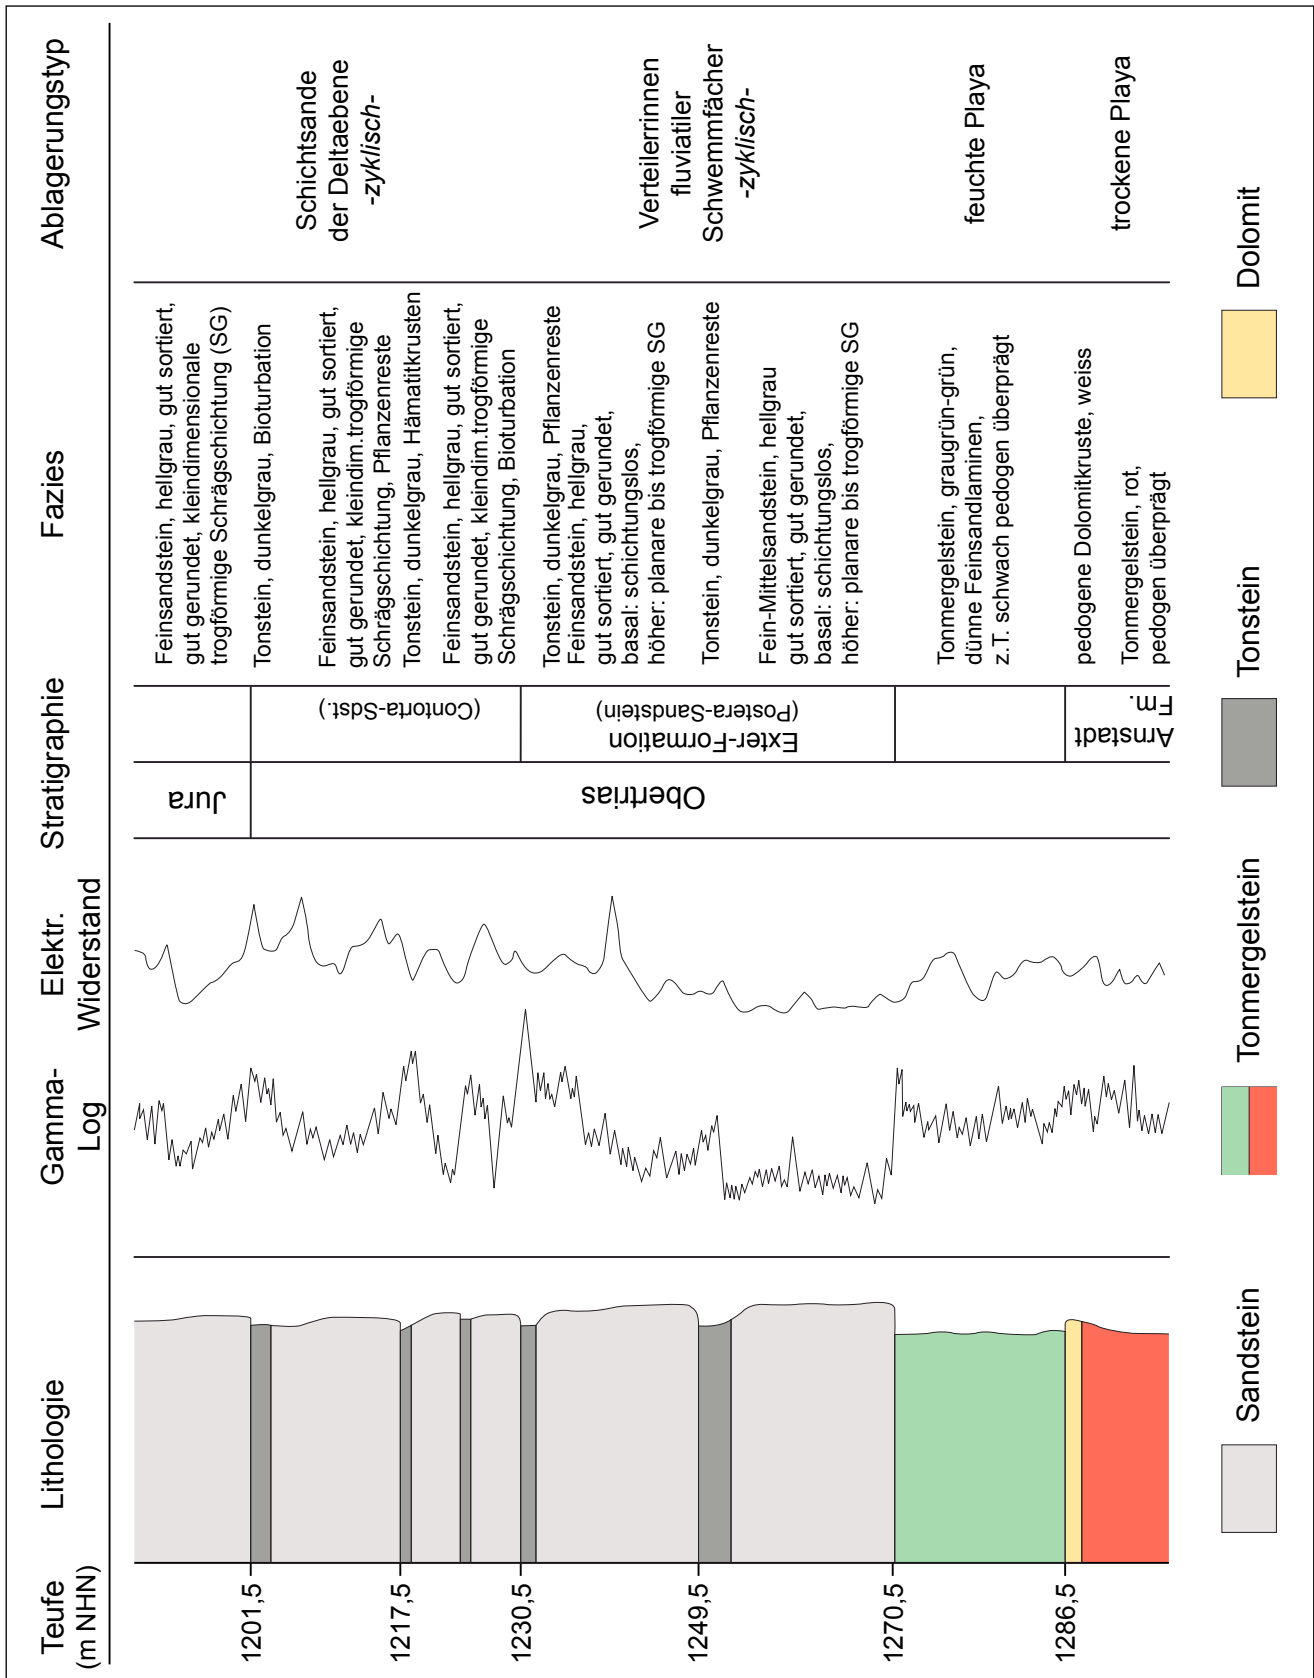 Teufe
(m NHN)
Lithologie
Gamma-
Log
Elektr.
Widerstand
Stratigraphie
Fazies
Ablagerungstyp
1201,5
1217,5
1230,5
1249,5
1270,5
1286,5
Jura
Obertrias
(Contorta-Sdst.)
Exter-Formation
(Postera-Sandstein)
Arnstadt
Fm.
Feinsandstein, hellgrau, gut sortiert,
gut gerundet, kleindimensionale
trogförmige Schrägschichtung (SG)
Tonstein, dunkelgrau, Bioturbation
Feinsandstein, hellgrau, gut sortiert,
gut gerundet, kleindim.trogförmige
Schrägschichtung, Pflanzenreste
Tonstein, dunkelgrau, Hämatitkrusten
Feinsandstein, hellgrau, gut sortiert,
gut gerundet, kleindim.trogförmige
Schrägschichtung, Bioturbation
Tonstein, dunkelgrau, Pflanzenreste
Feinsandstein, hellgrau,
gut sortiert, gut gerundet,
basal: schichtungslos,
höher: planare bis trogförmige SG
Tonstein, dunkelgrau, Pflanzenreste
Fein-Mittelsandstein, hellgrau
gut sortiert, gut gerundet,
basal: schichtungslos,
höher: planare bis trogförmige SG
Tonmergelstein, graugrün-grün,
dünne Feinsandlaminen,
z.T. schwach pedogen überprägt
pedogene Dolomitkruste, weiss
Tonmergelstein, rot,
pedogen überprägt
Schichtsande
der Deltaebene
-zyklisch-
Verteilerrinnen
fluviatiler
Schwemmfächer
-zyklisch-
feuchte Playa
trockene Playa
Sandstein
Tonmergelstein
Tonstein
Dolomit